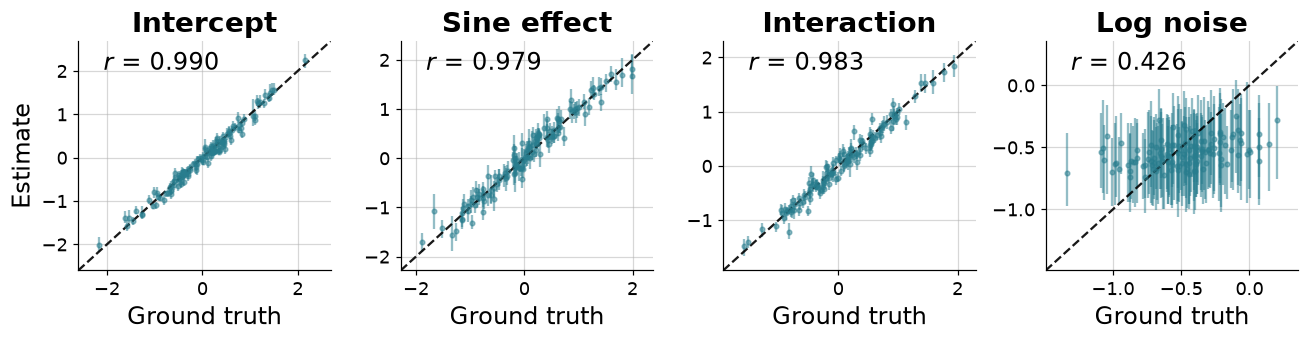 Intercept
Sine effect
Interaction
Log noise
r = 0.990
r = 0.979
r = 0.983
r = 0.426
Estimate
2
1
0
−1
−2
2
1
0
−1
−2
2
1
0
−1
0.0
−0.5
−1.0
−2 0 2
−2 0 2
0 2
−1.0 −0.5 0.0
Ground truth
Ground truth
Ground truth
Ground truth